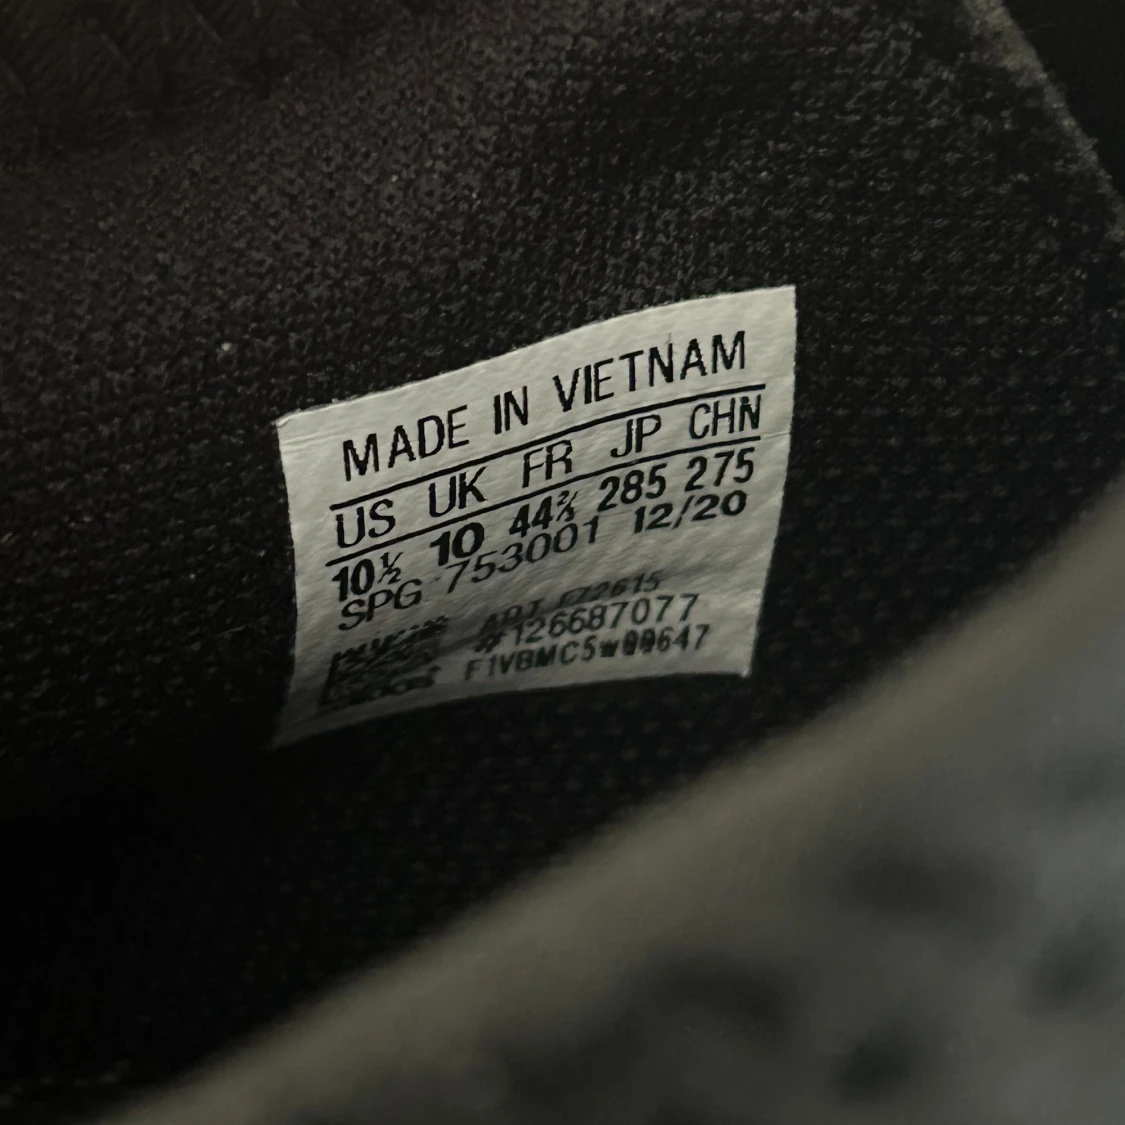 MADE IN VIETNAM
US UK FR JP CHN
10½ 10 44⅔ 285 275
SPG 753001 12/20
ART
#126687077